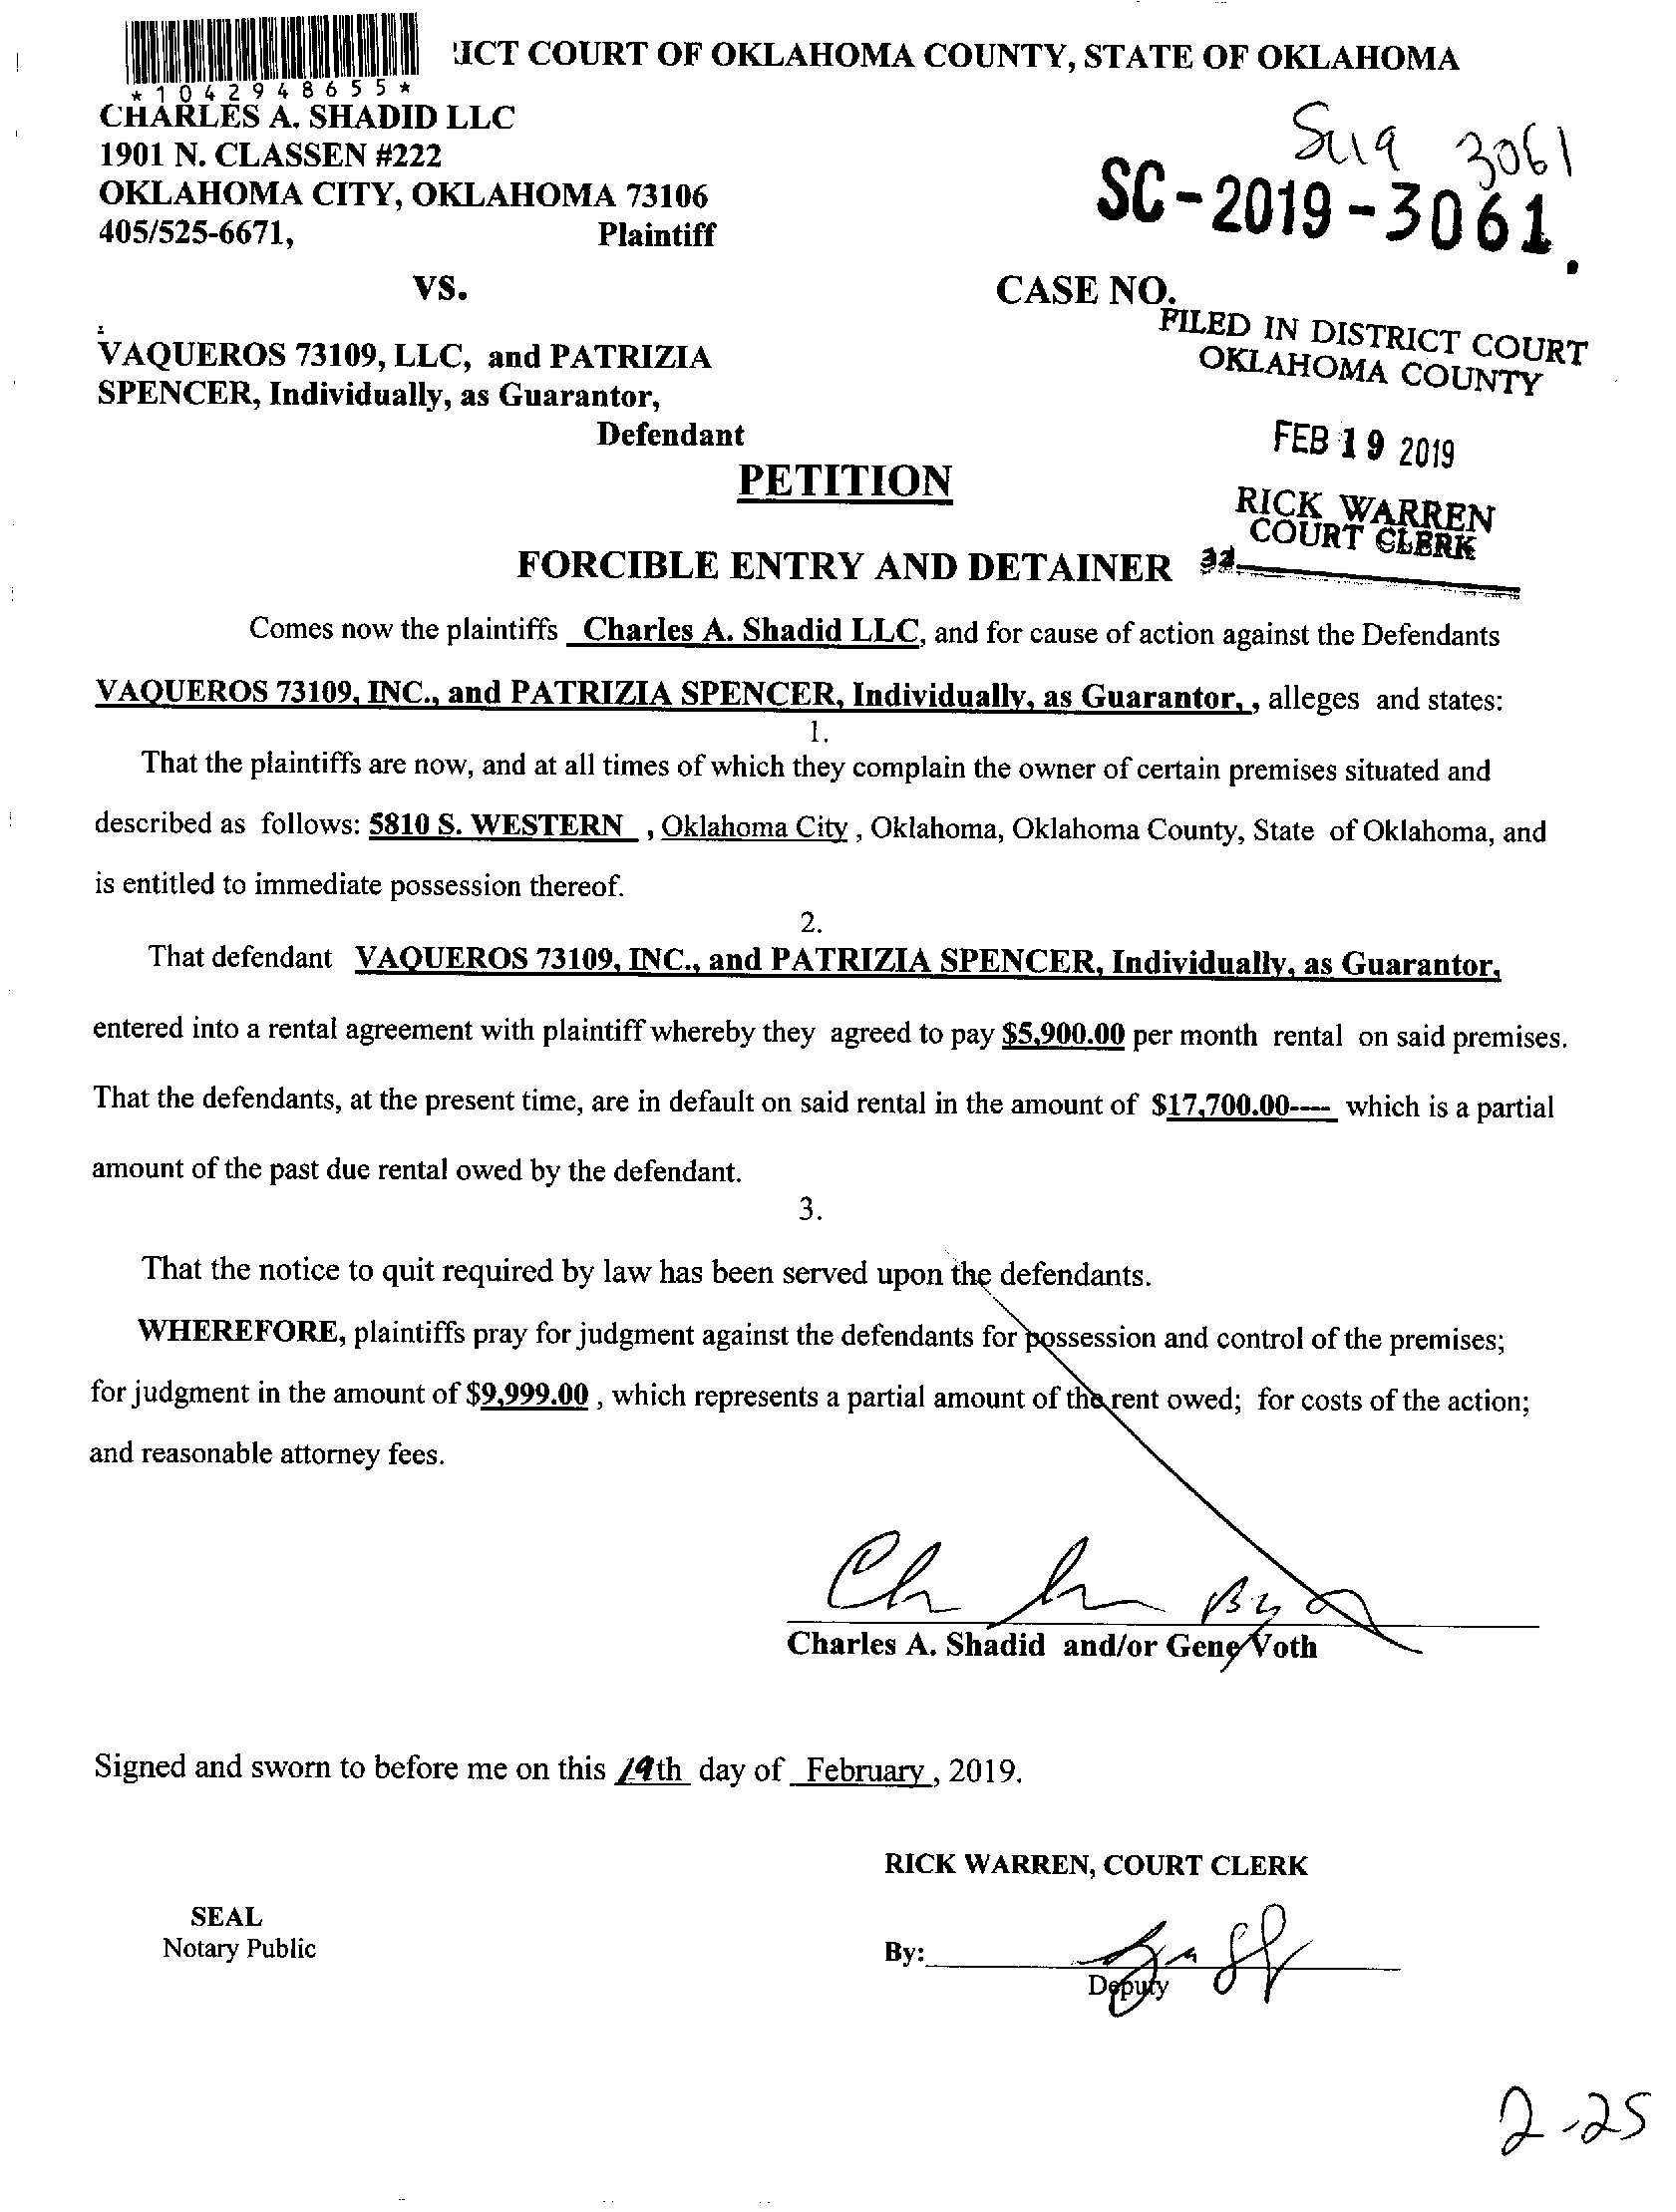 ICT COURT OF OKLAHOMA COUNTY, STATE OF OKLAHOMA
*1042948655*
CHARLES A. SHADID LLC
1901 N. CLASSEN #222
OKLAHOMA CITY, OKLAHOMA 73106
405/525-6671, Plaintiff
3061
SC-2019-3061.
VS.
CASE NO.
FILED IN DISTRICT COURT
OKLAHOMA COUNTY
VAQUEROS 73109, LLC, and PATRIZIA
SPENCER, Individually, as Guarantor,
Defendant
FEB 19 2019
PETITION
RICK WARREN
COURT CLERK
FORCIBLE ENTRY AND DETAINER
Comes now the plaintiffs Charles A. Shadid LLC, and for cause of action against the Defendants
VAQUEROS 73109, INC., and PATRIZIA SPENCER, Individually, as Guarantor, , alleges and states:
1.
That the plaintiffs are now, and at all times of which they complain the owner of certain premises situated and
described as follows: 5810 S. WESTERN , Oklahoma City , Oklahoma, Oklahoma County, State of Oklahoma, and
is entitled to immediate possession thereof.
2.
That defendant VAQUEROS 73109, INC., and PATRIZIA SPENCER, Individually, as Guarantor,
entered into a rental agreement with plaintiff whereby they agreed to pay $5,900.00 per month rental on said premises.
That the defendants, at the present time, are in default on said rental in the amount of $17,700.00---- which is a partial
amount of the past due rental owed by the defendant.
3.
That the notice to quit required by law has been served upon the defendants.
WHEREFORE, plaintiffs pray for judgment against the defendants for possession and control of the premises;
for judgment in the amount of $9,999.00 , which represents a partial amount of the rent owed; for costs of the action;
and reasonable attorney fees.
By
Charles A. Shadid and/or Gene Voth
Signed and sworn to before me on this 19th day of February , 2019.
RICK WARREN, COURT CLERK
SEAL
Notary Public
By:
Deputy
2-25